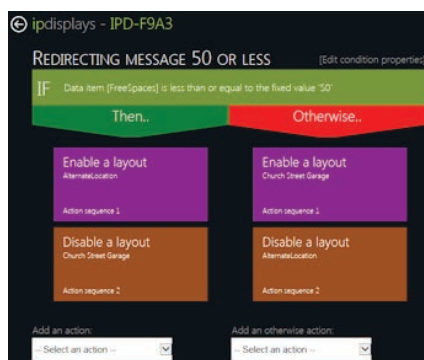 ipdisplays - IPD-F9A3
REDIRECTING MESSAGE 50 OR LESS
[Edit condition properties]
IF Data item [FreeSpaces] is less than or equal to the fixed value '50'
Then..
Otherwise..
Enable a layout
AlternateLocation
Action sequence 1
Enable a layout
Church Street Garage
Action sequence 1
Disable a layout
Church Street Garage
Action sequence 2
Disable a layout
AlternateLocation
Action sequence 2
Add an action:
-- Select an action --
Add an otherwise action:
-- Select an action --